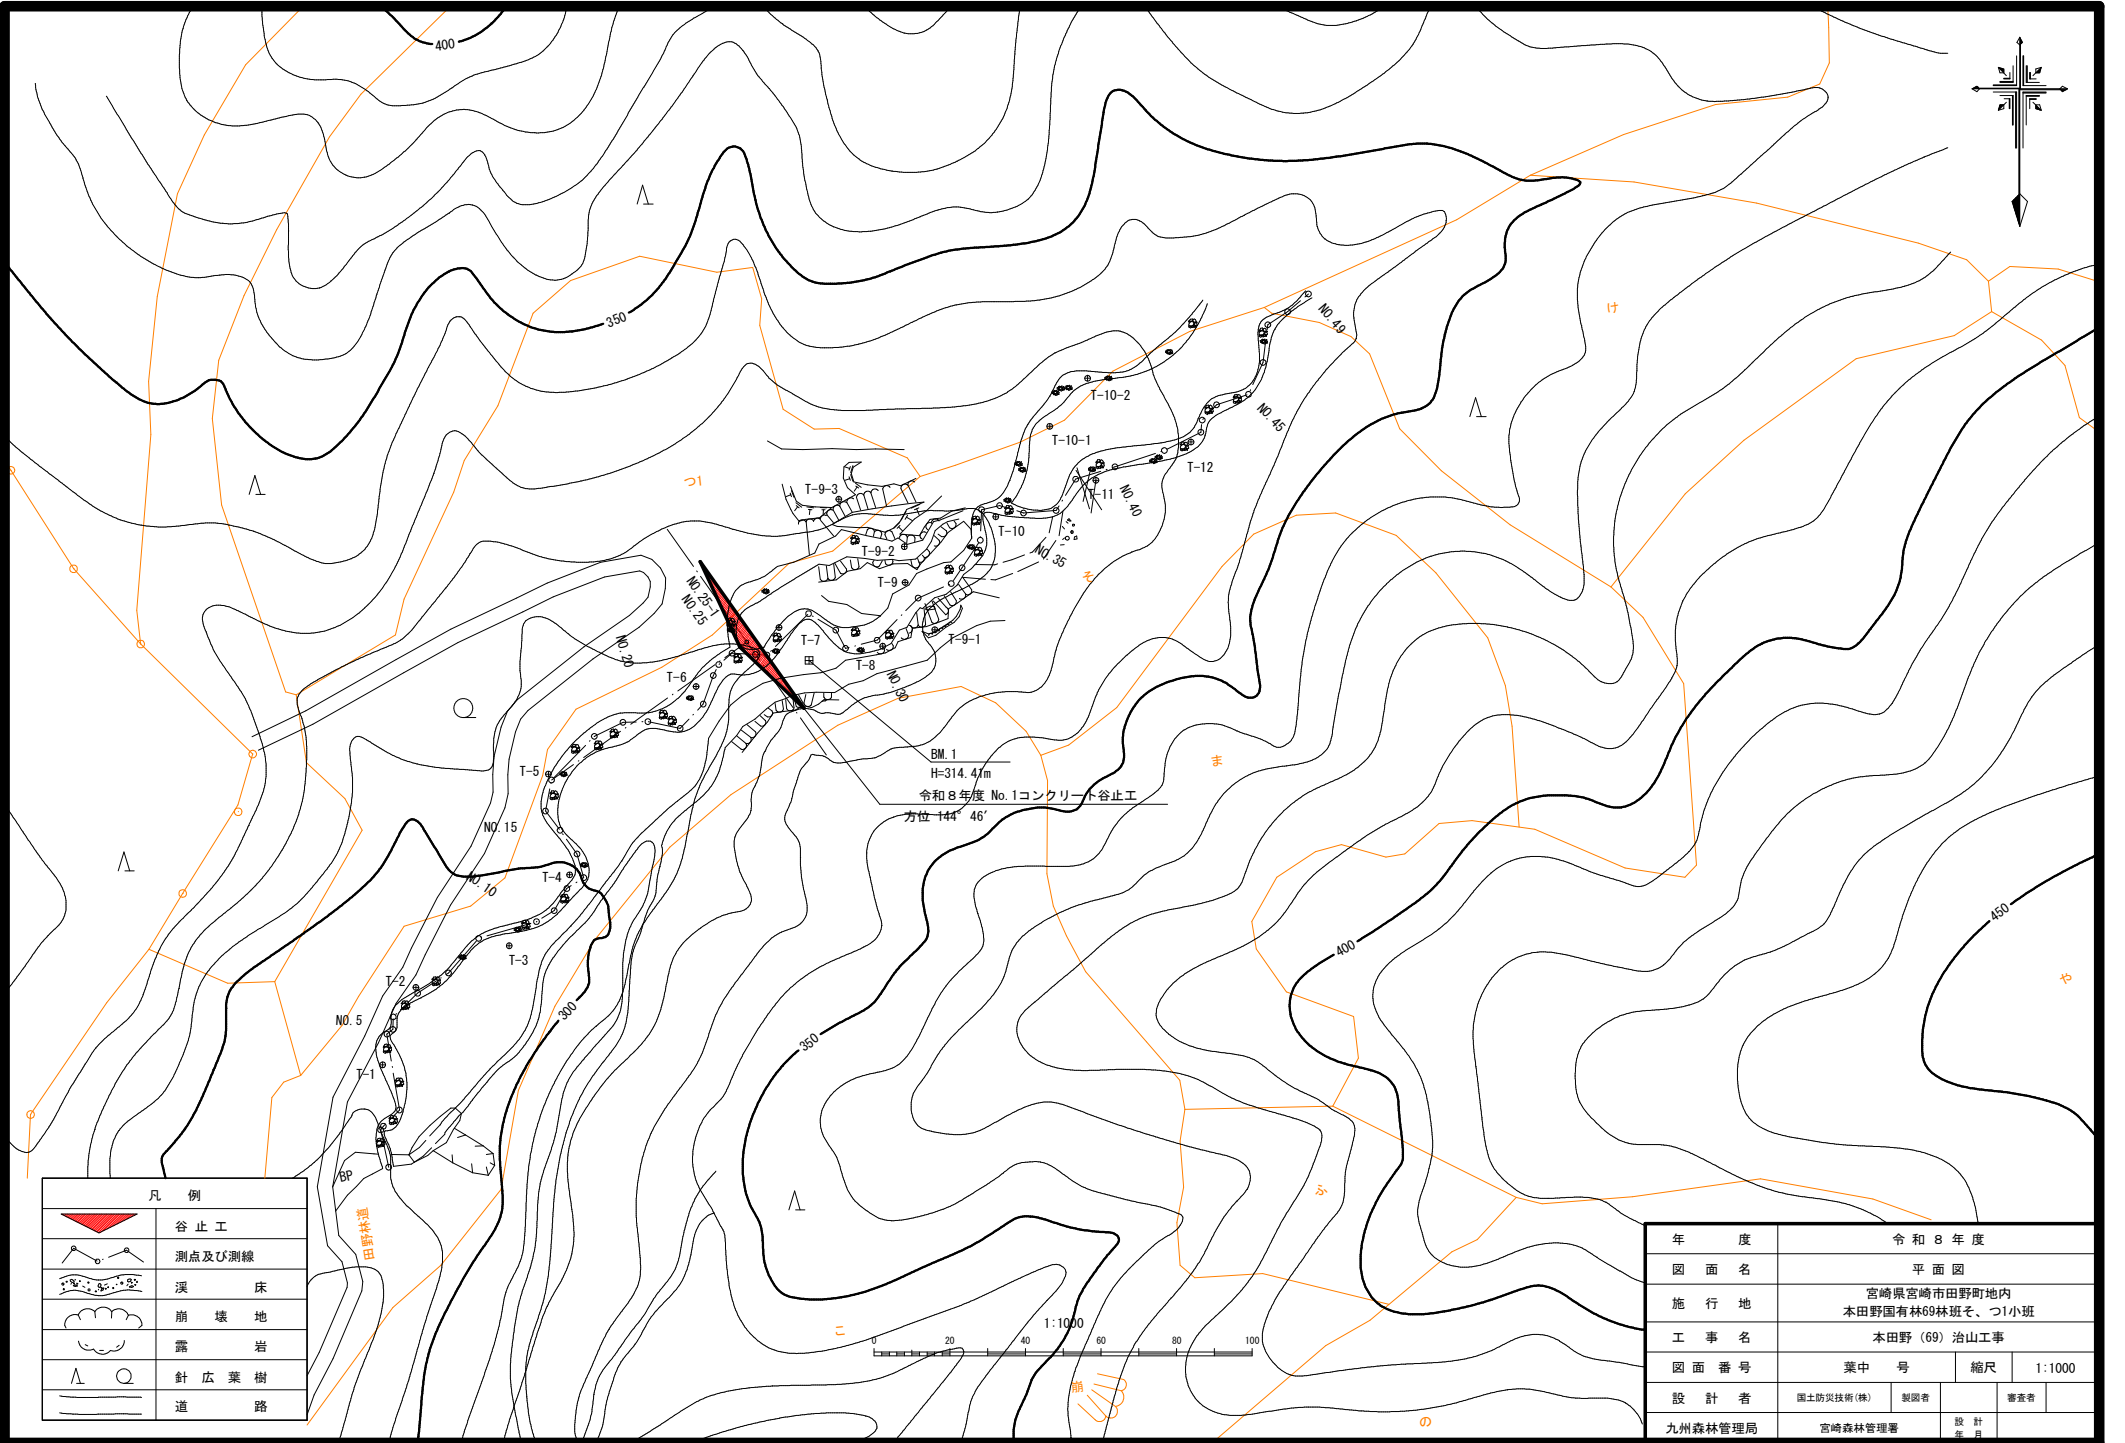 400
350
け
NO.49
T-10-2
T-10-1
NO.45
T-12
つ1
T-9-3
T-11
NO.40
T-10
T-9-2
NO.35
T-9
そ
NO.25-1
NO.25
NO.20
T-7
T-9-1
T-8
T-6
NO.30
BM.1
H=314.41m
令和8年度 No.1コンクリート谷止工
方位 144° 46′
ま
T-5
NO.15
T-4
NO.10
T-3
T-2
NO.5
300
T-1
350
400
450
や
BP
田野林道
ぶ
こ
の
崩
1:1000
0 20 40 60 80 100
凡 例
谷 止 工
測点及び測線
渓 床
崩 壊 地
露 岩
針 広 葉 樹
道 路
年 度 令 和 8 年 度
図 面 名 平 面 図
施 行 地 宮崎県宮崎市田野町地内
本田野国有林69林班そ、つ1小班
工 事 名 本田野(69)治山工事
図 面 番 号 葉中 号 縮尺 1:1000
設 計 者 国土防災技術(株) 製図者 審査者
九州森林管理局 宮崎森林管理署 設 計
年 月